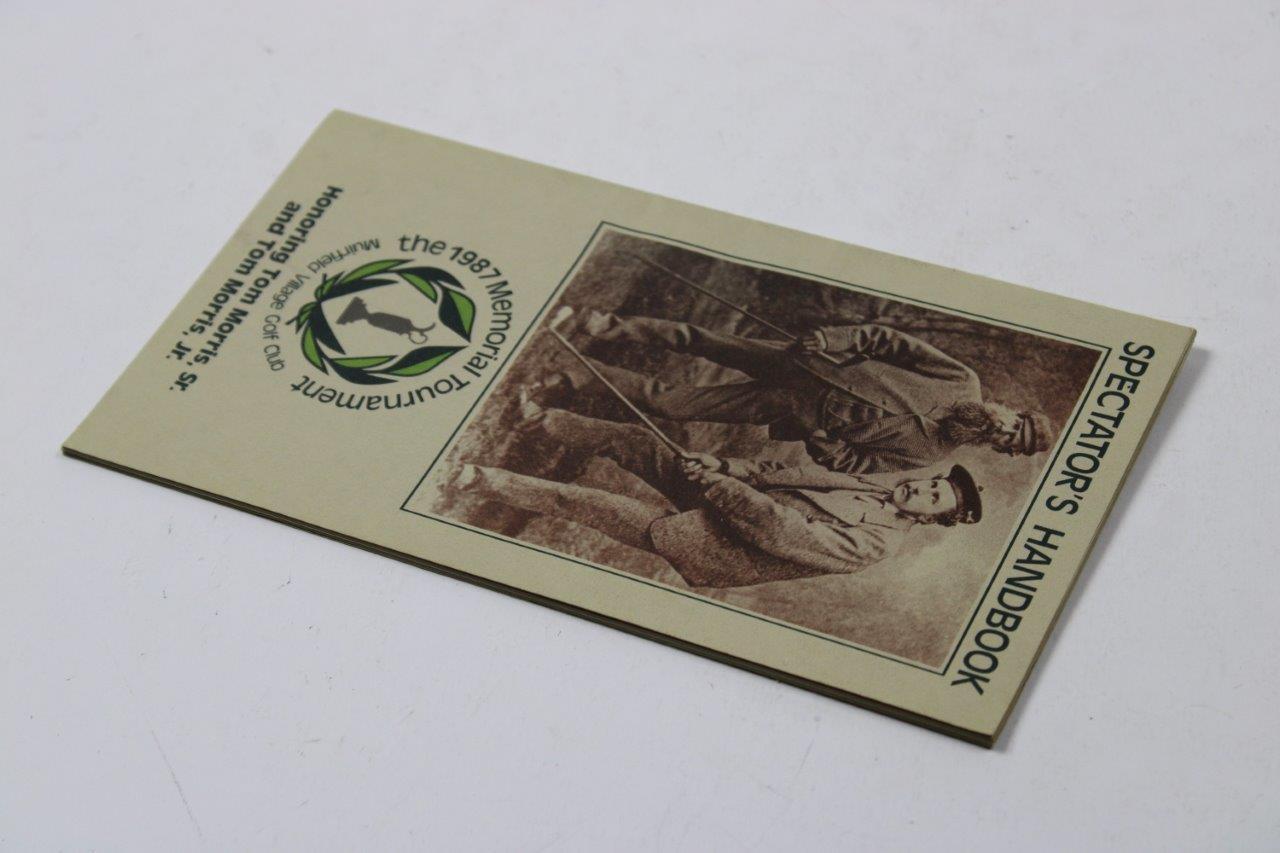 SPECTATOR'S HANDBOOK
the 1987 Memorial Tournament
Muirfield Village Golf Club
Honoring Tom Morris, Sr.
and Tom Morris, Jr.